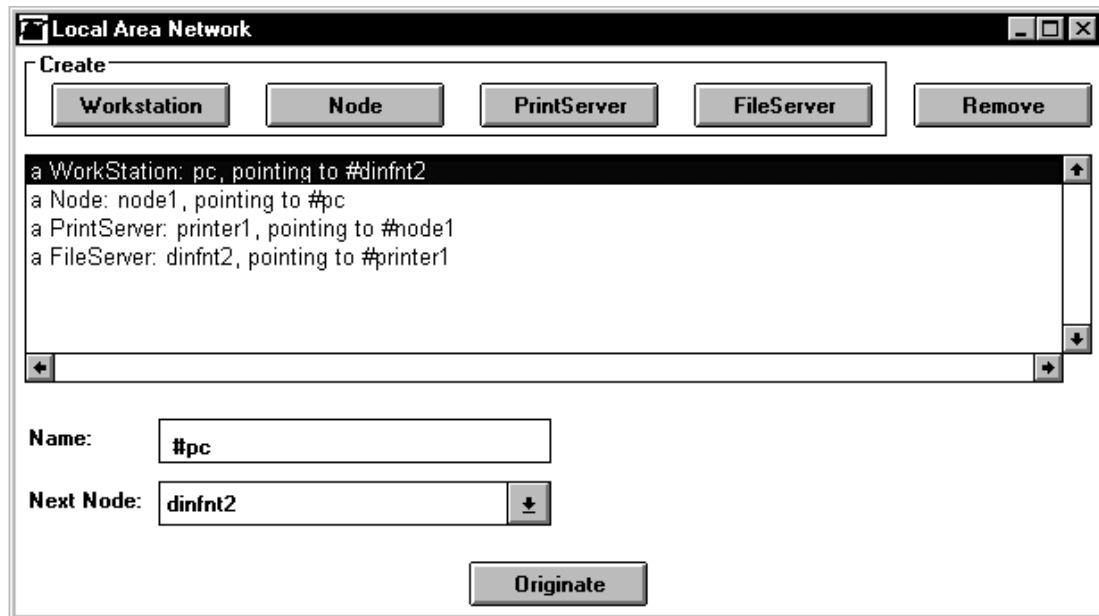 Local Area Network
Create
Workstation Node PrintServer FileServer Remove
a WorkStation: pc, pointing to #dinfnt2
a Node: node1, pointing to #pc
a PrintServer: printer1, pointing to #node1
a FileServer: dinfnt2, pointing to #printer1
Name: #pc
Next Node: dinfnt2
Originate